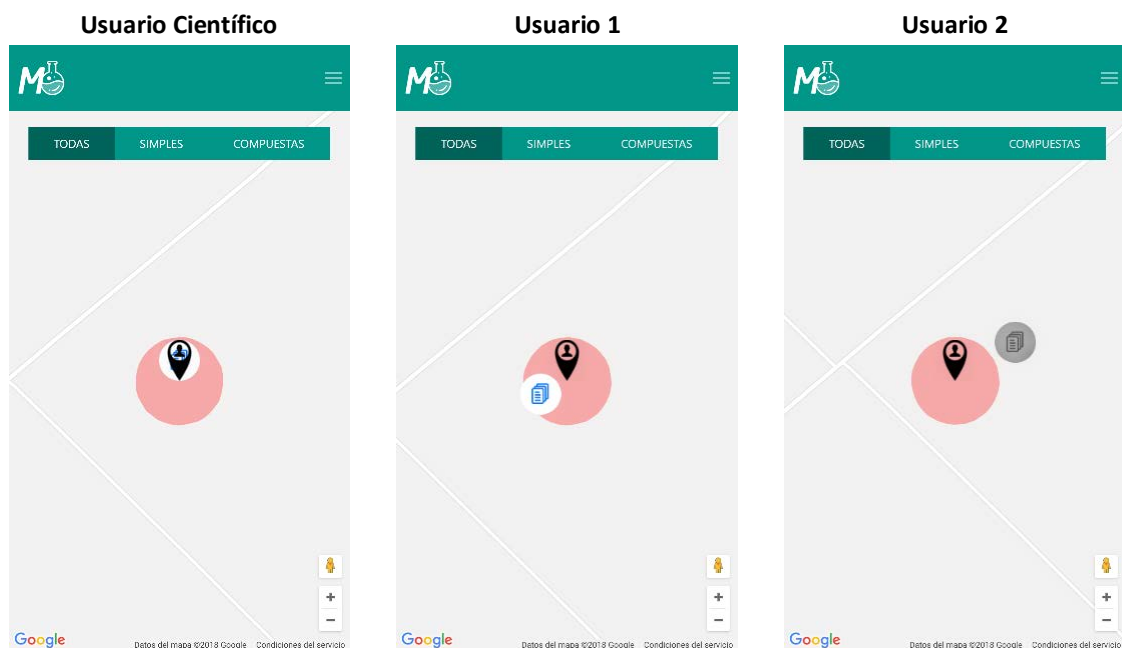 Usuario Científico
Usuario 1
Usuario 2
M
M
M
TODAS SIMPLES COMPUESTAS
TODAS SIMPLES COMPUESTAS
TODAS SIMPLES COMPUESTAS
+
+
+
−
−
−
Google
Datos del mapa ©2018 Google Condiciones del servicio
Google
Datos del mapa ©2018 Google Condiciones del servicio
Google
Datos del mapa ©2018 Google Condiciones del servicio